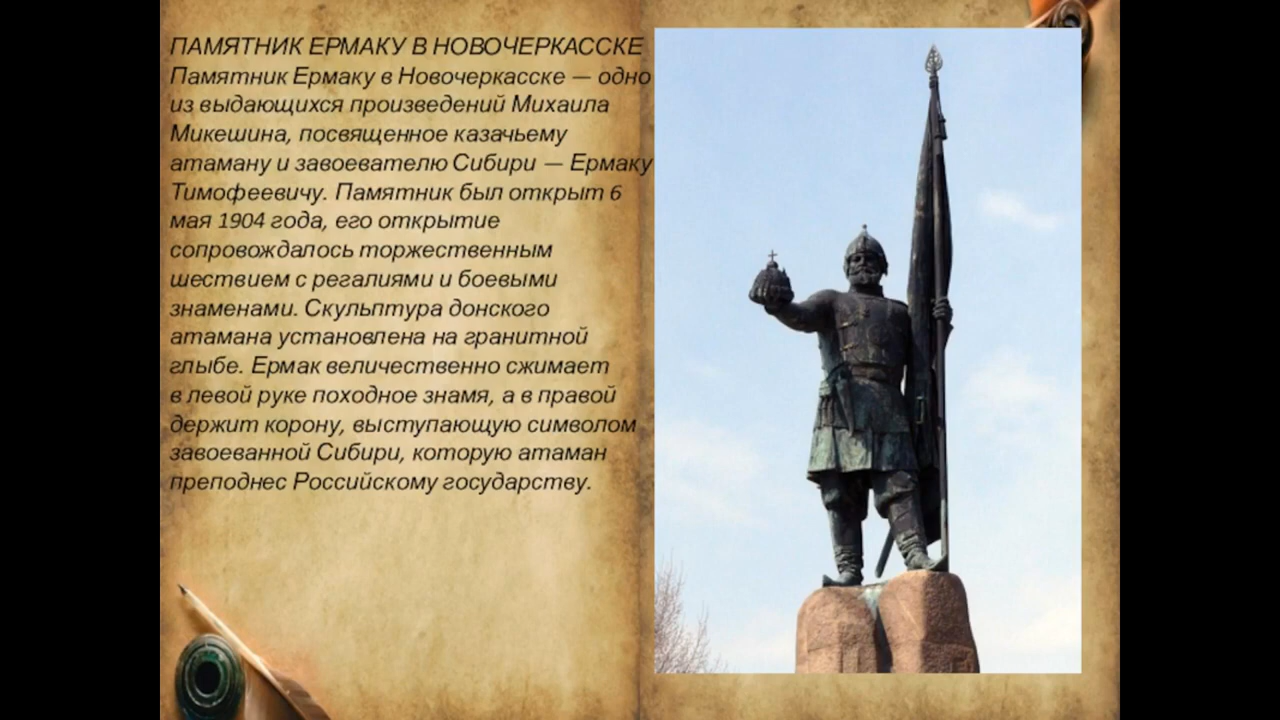 ПАМЯТНИК ЕРМАКУ В НОВОЧЕРКАССКЕ
Памятник Ермаку в Новочеркасске — одно
из выдающихся произведений Михаила
Микешина, посвященное казачьему
атаману и завоевателю Сибири — Ермаку
Тимофеевичу. Памятник был открыт 6
мая 1904 года, его открытие
сопровождалось торжественным
шествием с регалиями и боевыми
знаменами. Скульптура донского
атамана установлена на гранитной
глыбе. Ермак величественно сжимает
в левой руке походное знамя, а в правой
держит корону, выступающую символом
завоеванной Сибири, которую атаман
преподнес Российскому государству.